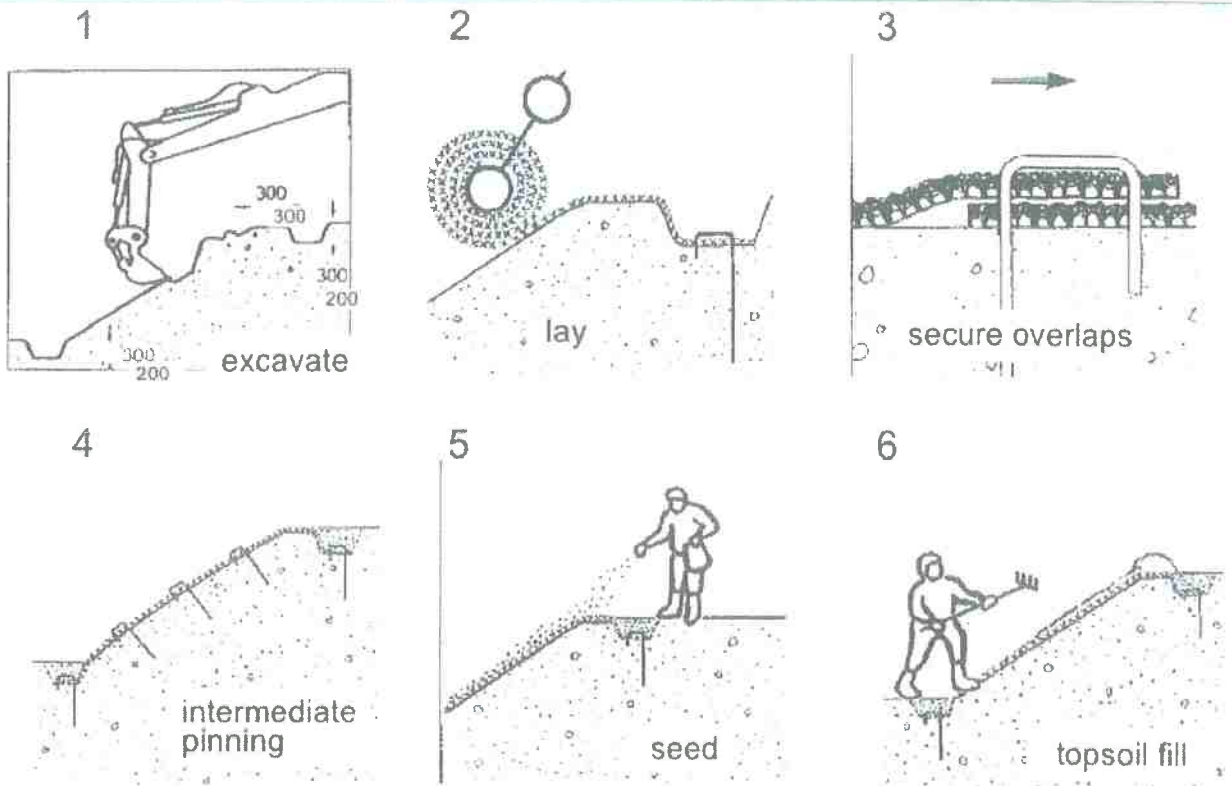 1
2
3
300
300
300
200
300
200
excavate
lay
secure overlaps
4
5
6
intermediate
pinning
seed
topsoil fill